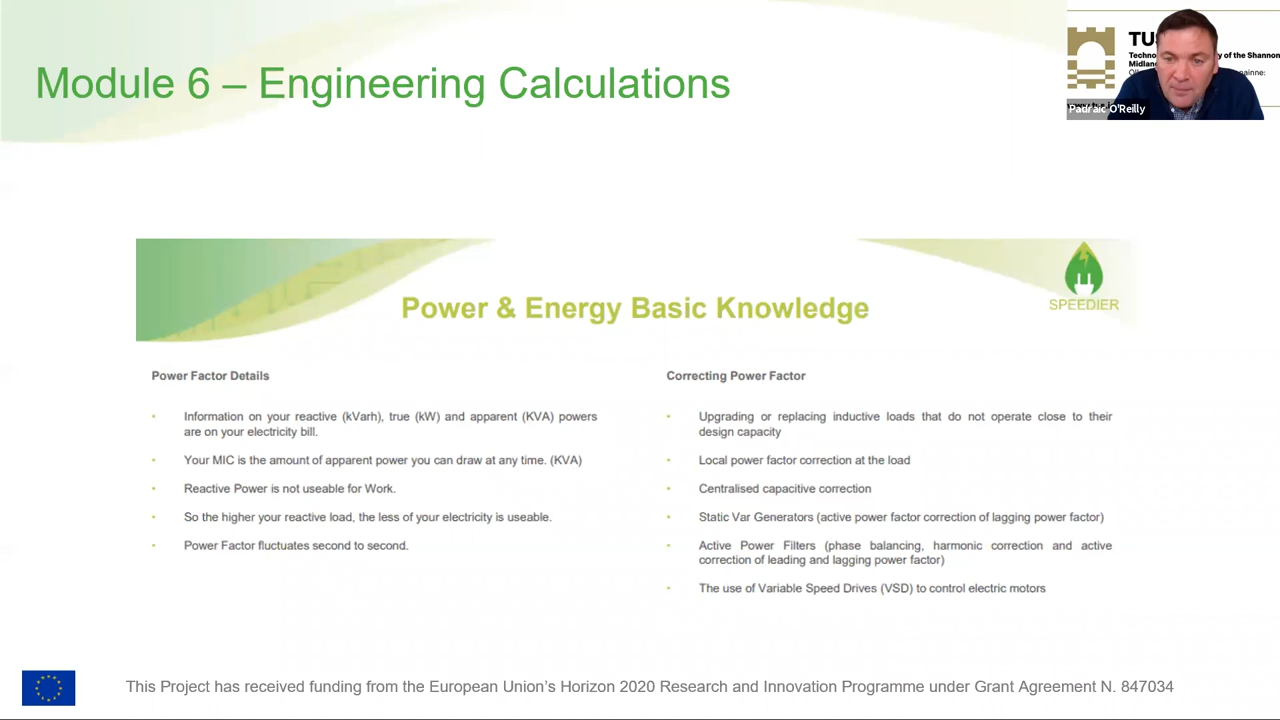 Module 6 – Engineering Calculations
TUS
of the Shannon
Padraic O'Reilly
Power & Energy Basic Knowledge
SPEEDIER
Power Factor Details
• Information on your reactive (kVarh), true (kW) and apparent (KVA) powers
are on your electricity bill.
• Your MIC is the amount of apparent power you can draw at any time. (KVA)
• Reactive Power is not useable for Work.
• So the higher your reactive load, the less of your electricity is useable.
• Power Factor fluctuates second to second.
Correcting Power Factor
• Upgrading or replacing inductive loads that do not operate close to their
design capacity
• Local power factor correction at the load
• Centralised capacitive correction
• Static Var Generators (active power factor correction of lagging power factor)
• Active Power Filters (phase balancing, harmonic correction and active
correction of leading and lagging power factor)
• The use of Variable Speed Drives (VSD) to control electric motors
This Project has received funding from the European Union's Horizon 2020 Research and Innovation Programme under Grant Agreement N. 847034